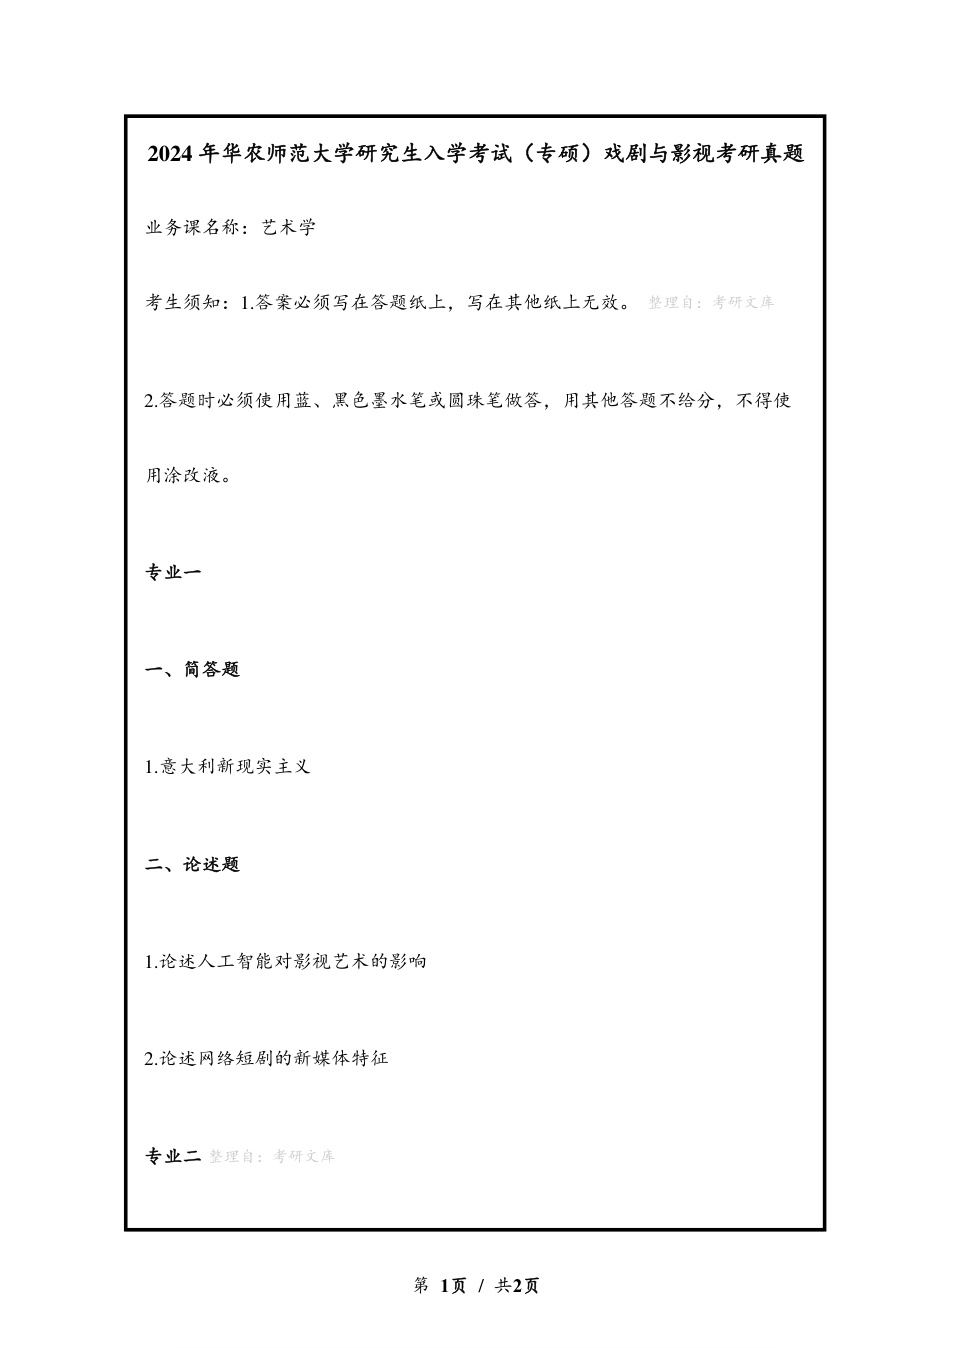 2024 年华农师范大学研究生入学考试（专硕）戏剧与影视考研真题
业务课名称：艺术学
考生须知：1.答案必须写在答题纸上，写在其他纸上无效。 整理自：考研文库
2.答题时必须使用蓝、黑色墨水笔或圆珠笔做答，用其他答题不给分，不得使
用涂改液。
专业一
一、简答题
1.意大利新现实主义
二、论述题
1.论述人工智能对影视艺术的影响
2.论述网络短剧的新媒体特征
专业二 整理自：考研文库
第 1页 / 共2页